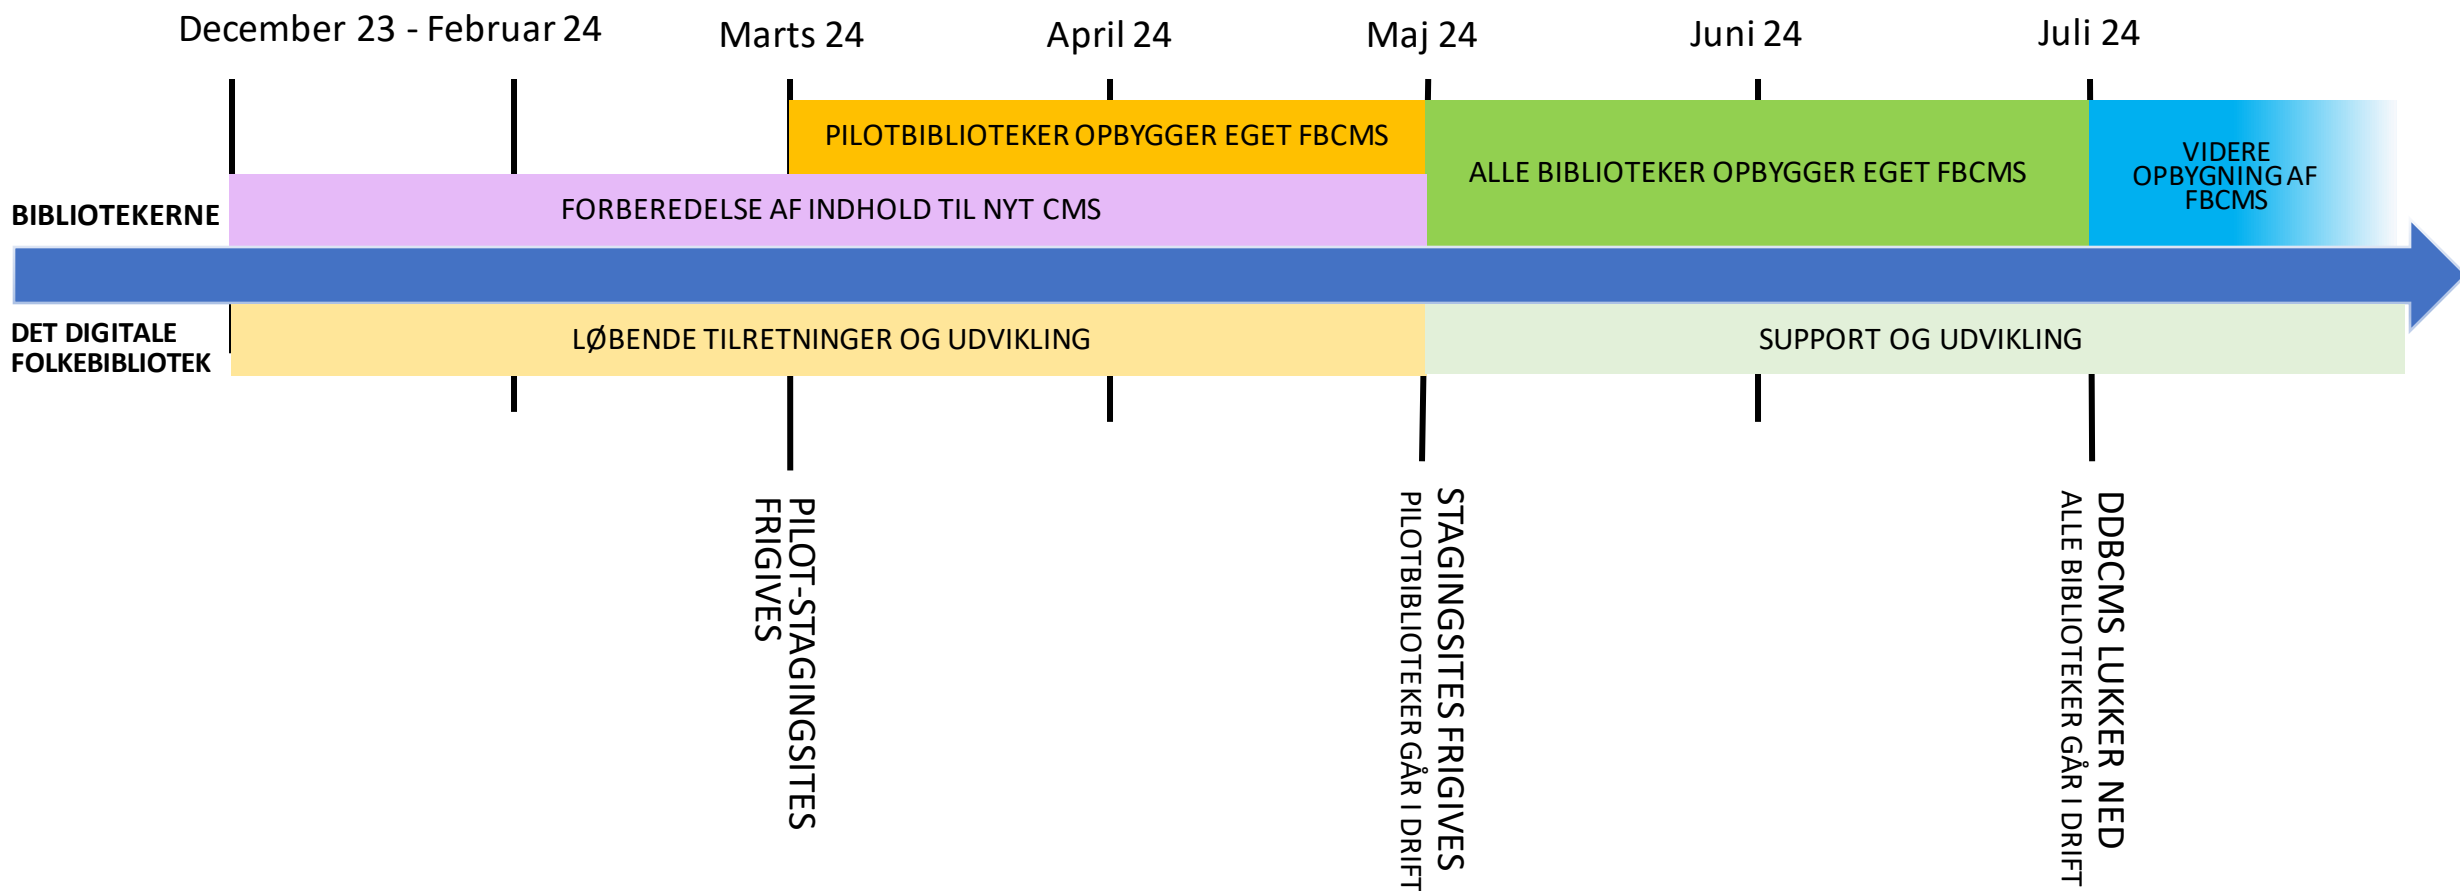 December 23 - Februar 24
Marts 24
April 24
Maj 24
Juni 24
Juli 24
PILOTBIBLIOTEKER OPBYGGER EGET FBCMS
ALLE BIBLIOTEKER OPBYGGER EGET FBCMS
VIDERE
OPBYGNING AF
FBCMS
BIBLIOTEKERNE
FORBEREDELSE AF INDHOLD TIL NYT CMS
DET DIGITALE
FOLKEBIBLIOTEK
LØBENDE TILRETNINGER OG UDVIKLING
SUPPORT OG UDVIKLING
PILOT-STAGINGSITES
FRIGIVES
STAGINGSITES FRIGIVES
PILOTBIBLIOTEKER GÅR I DRIFT
DDBCMS LUKKER NED
ALLE BIBLIOTEKER GÅR I DRIFT